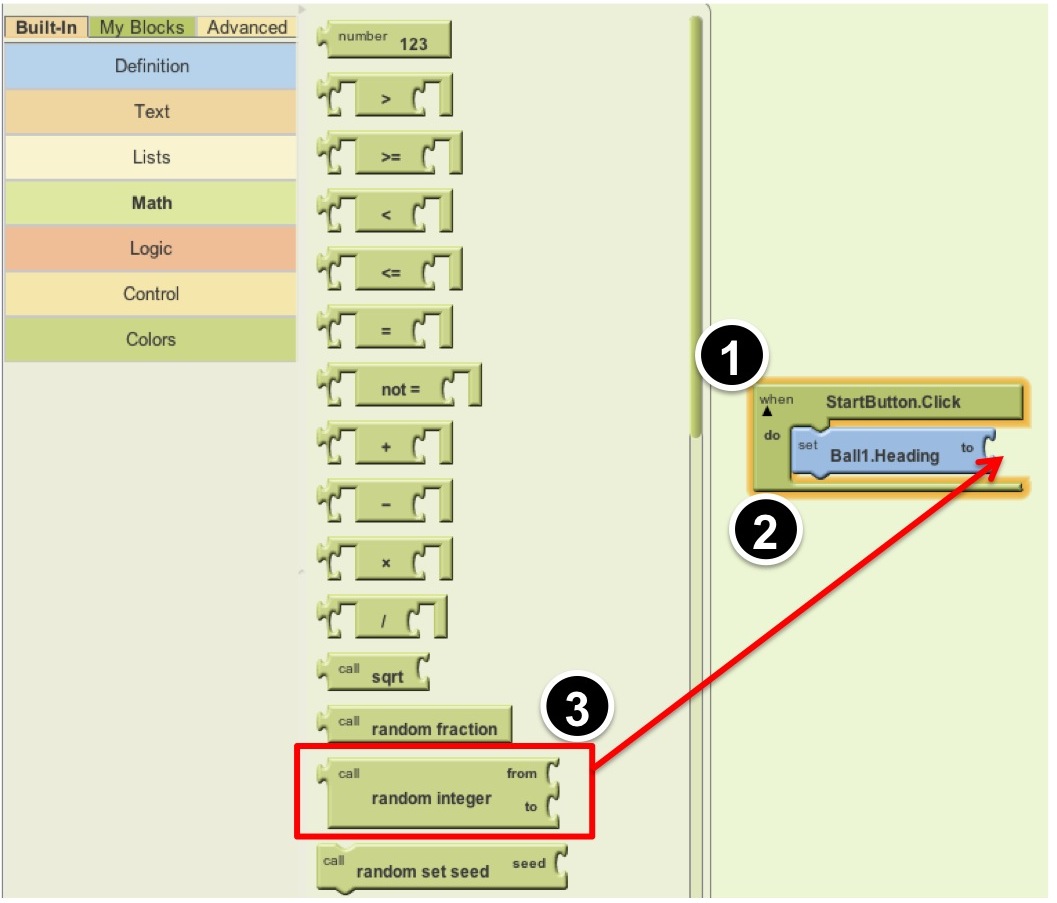 Built-In My Blocks Advanced
Definition
Text
Lists
Math
Logic
Control
Colors
number 123
>
>=
<
<=
=
not =
+
-
×
/
call sqrt
call random fraction
call random integer from
to
call random set seed seed
1
when StartButton.Click
do set Ball1.Heading to
2
3